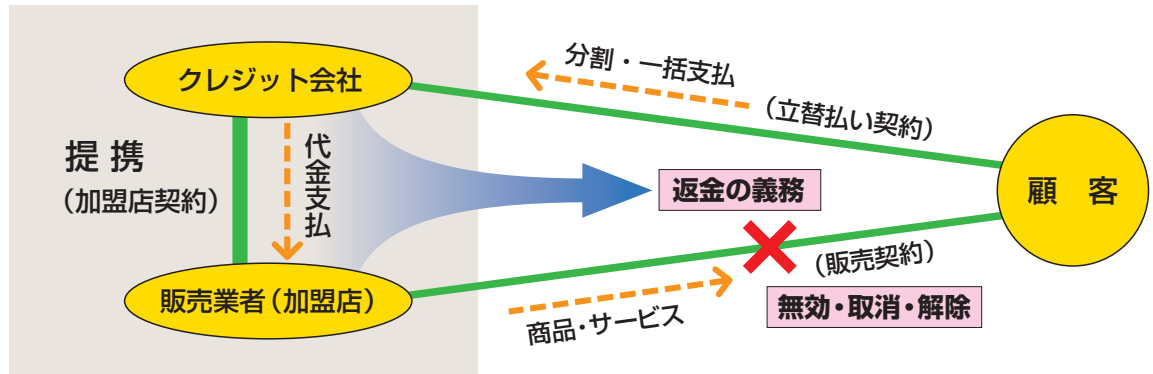 クレジット会社
分割・一括支払
(立替払い契約)
提 携
(加盟店契約)
代金支払
返金の義務
顧 客
(販売契約)
販売業者(加盟店)
商品・サービス
無効・取消・解除